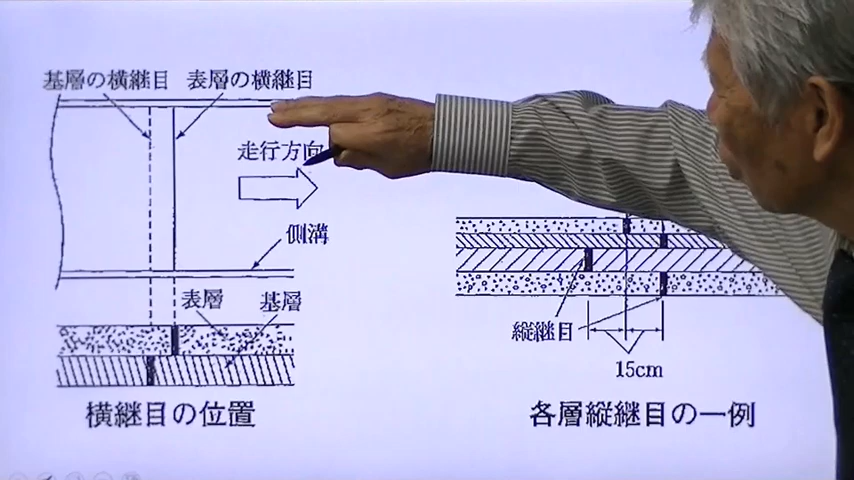 基層の横継目 表層の横継目
走行方向
側溝
表層 基層
横継目の位置
縦継目
15cm
各層縦継目の一例